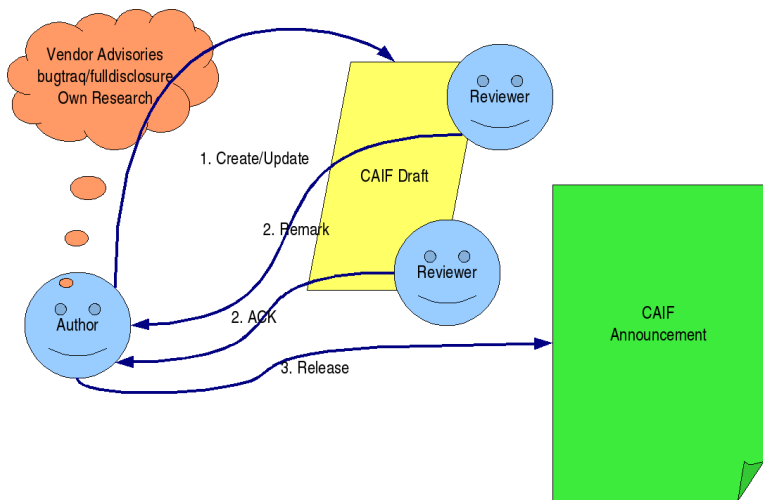 Vendor Advisories
bugtraq/fulldisclosure
Own Research
Reviewer
1. Create/Update
CAIF Draft
2. Remark
Reviewer
Author
2. ACK
CAIF
Announcement
3. Release